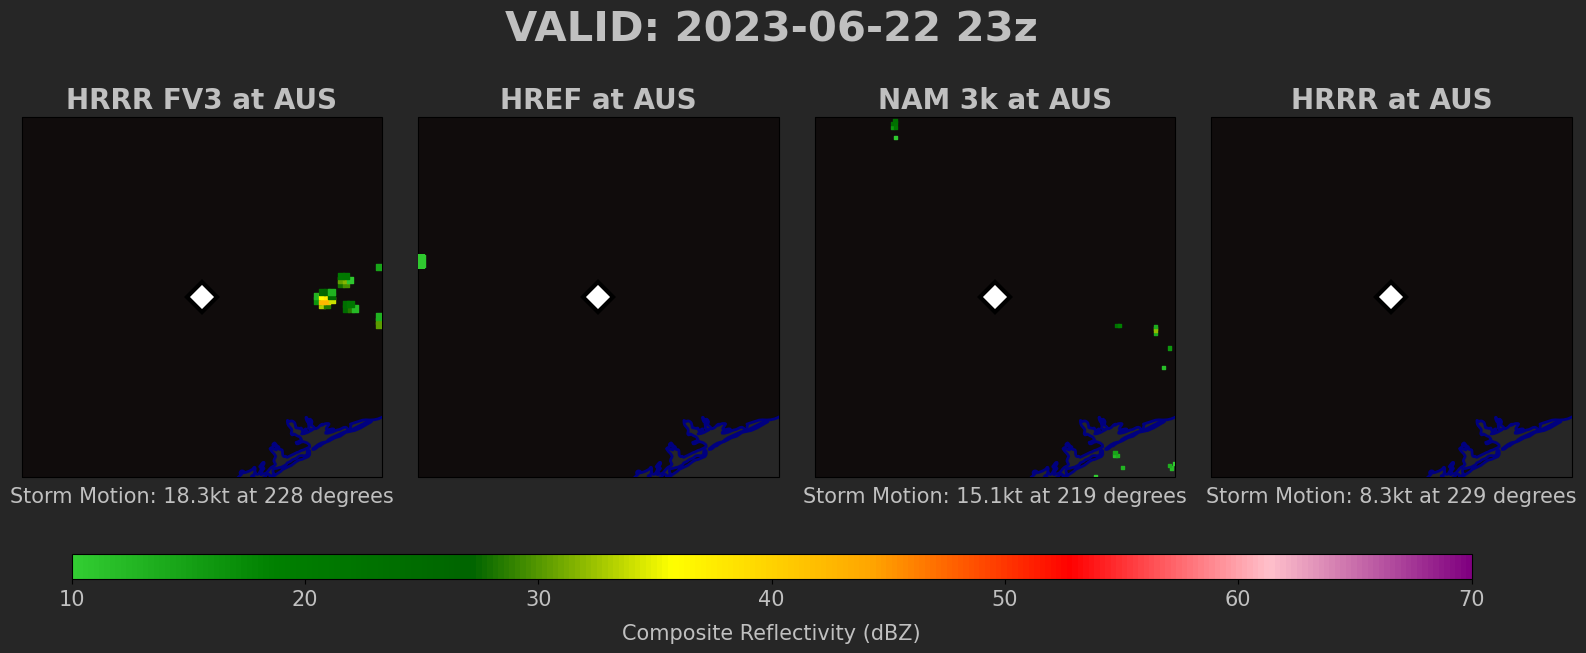 VALID: 2023-06-22 23z
HRRR FV3 at AUS
HREF at AUS
NAM 3k at AUS
HRRR at AUS
Storm Motion: 18.3kt at 228 degrees
Storm Motion: 15.1kt at 219 degrees
Storm Motion: 8.3kt at 229 degrees
10 20 30 40 50 60 70
Composite Reflectivity (dBZ)